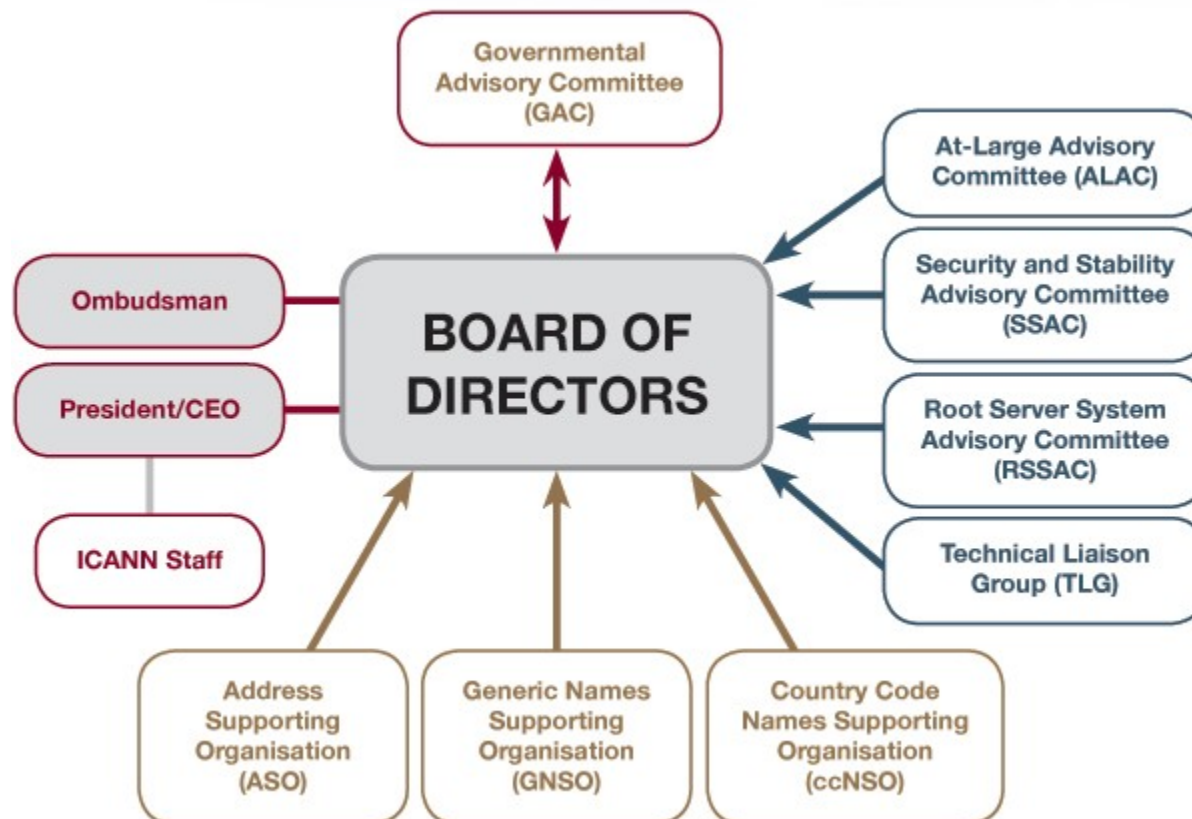 Governmental
Advisory Committee
(GAC)
At-Large Advisory
Committee (ALAC)
Security and Stability
Advisory Committee
(SSAC)
Ombudsman
BOARD OF
DIRECTORS
President/CEO
Root Server System
Advisory Committee
(RSSAC)
ICANN Staff
Technical Liaison
Group (TLG)
Address
Supporting
Organisation
(ASO)
Generic Names
Supporting
Organisation
(GNSO)
Country Code
Names Supporting
Organisation
(ccNSO)